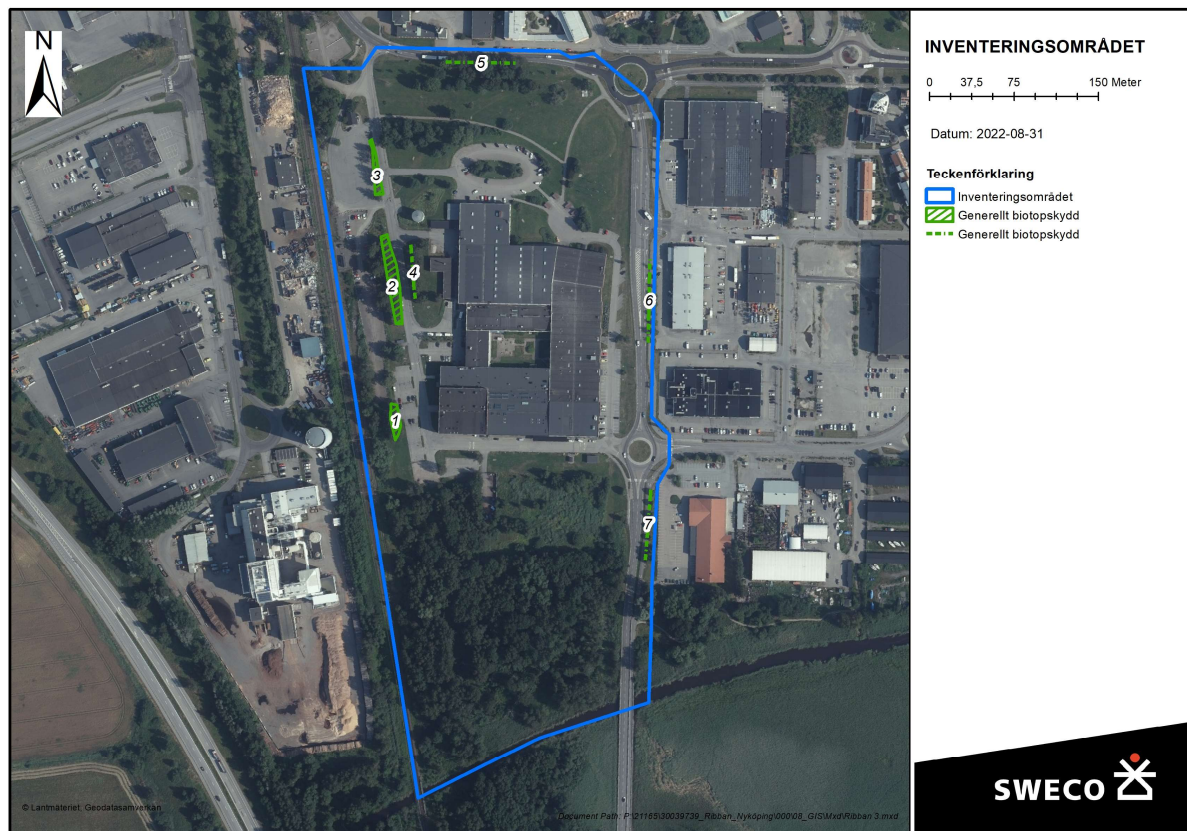 N
INVENTERINGSOMRÅDET
0 37,5 75 150 Meter
Datum: 2022-08-31
Teckenförklaring
Inventeringsområdet
Generellt biotopskydd
Generellt biotopskydd
5
3
4
2
6
1
7
© Lantmäteriet, Geodatasamverkan
Document Path: P:\21165\30039739_Ribban_Nyköping\000\08_GIS\Mxd\Ribban 3.mxd
SWECO